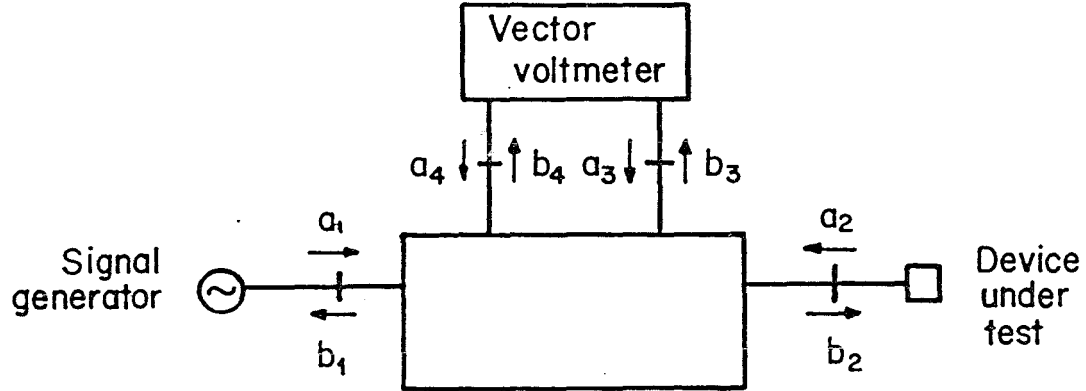 Vector
voltmeter
a4
b4
a3
b3
a1
a2
Signal
generator
Device
under
test
b1
b2